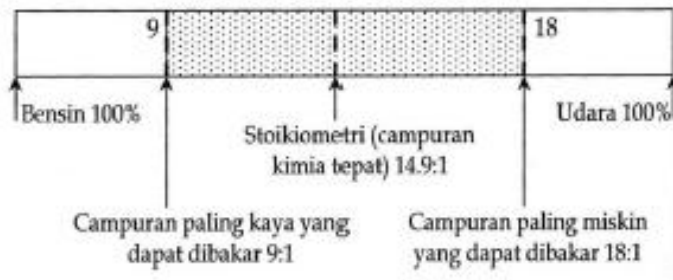 9
18
Bensin 100%
Udara 100%
Stoikiometri (campuran
kimia tepat) 14.9:1
Campuran paling kaya yang
dapat dibakar 9:1
Campuran paling miskin
yang dapat dibakar 18:1